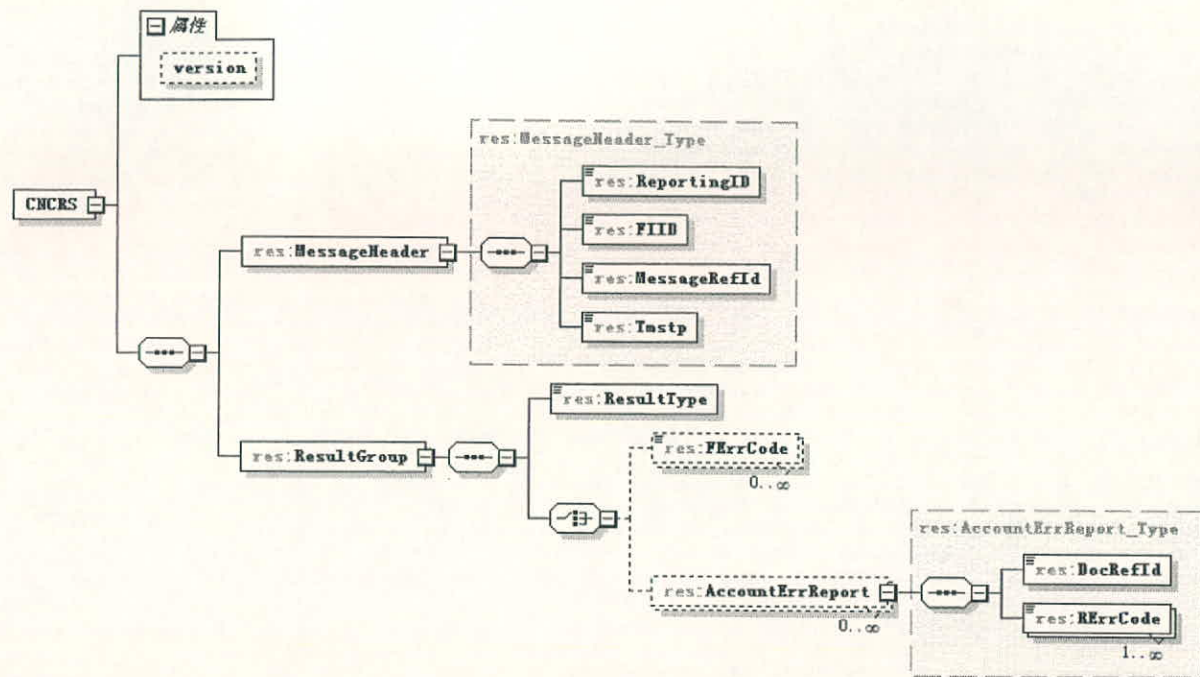 属性
version
CNCRS
res:MessageHeader_Type
res:ReportingID
res:FIID
res:MessageHeader
res:MessageRefId
res:Tmstp
res:ResultType
res:ResultGroup
res:FErrCode
0..∞
res:AccountErrReport_Type
res:DocRefId
res:AccountErrReport
0..∞
res:RErrCode
1..∞